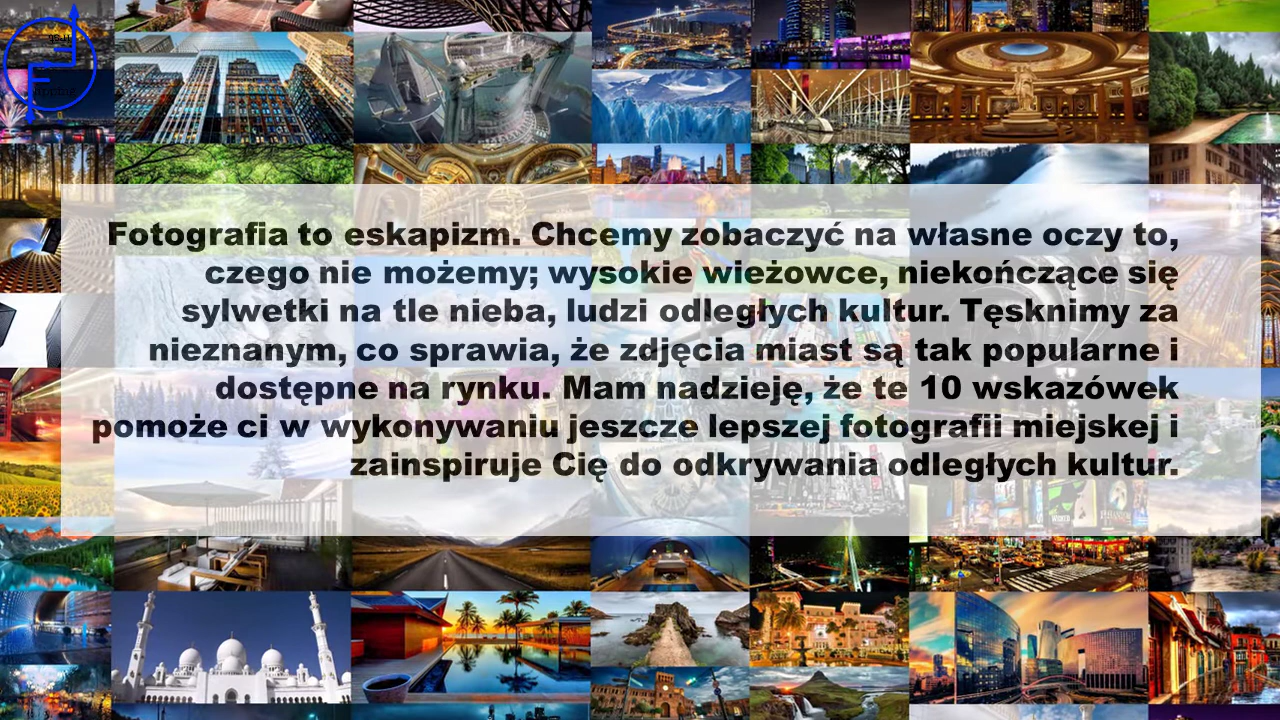 Fotografia to eskapizm. Chcemy zobaczyć na własne oczy to,
czego nie możemy; wysokie wieżowce, niekończące się
sylwetki na tle nieba, ludzi odległych kultur. Tęsknimy za
nieznanym, co sprawia, że zdjęcia miast są tak popularne i
dostępne na rynku. Mam nadzieję, że te 10 wskazówek
pomoże ci w wykonywaniu jeszcze lepszej fotografii miejskiej i
zainspiruje Cię do odkrywania odległych kultur.